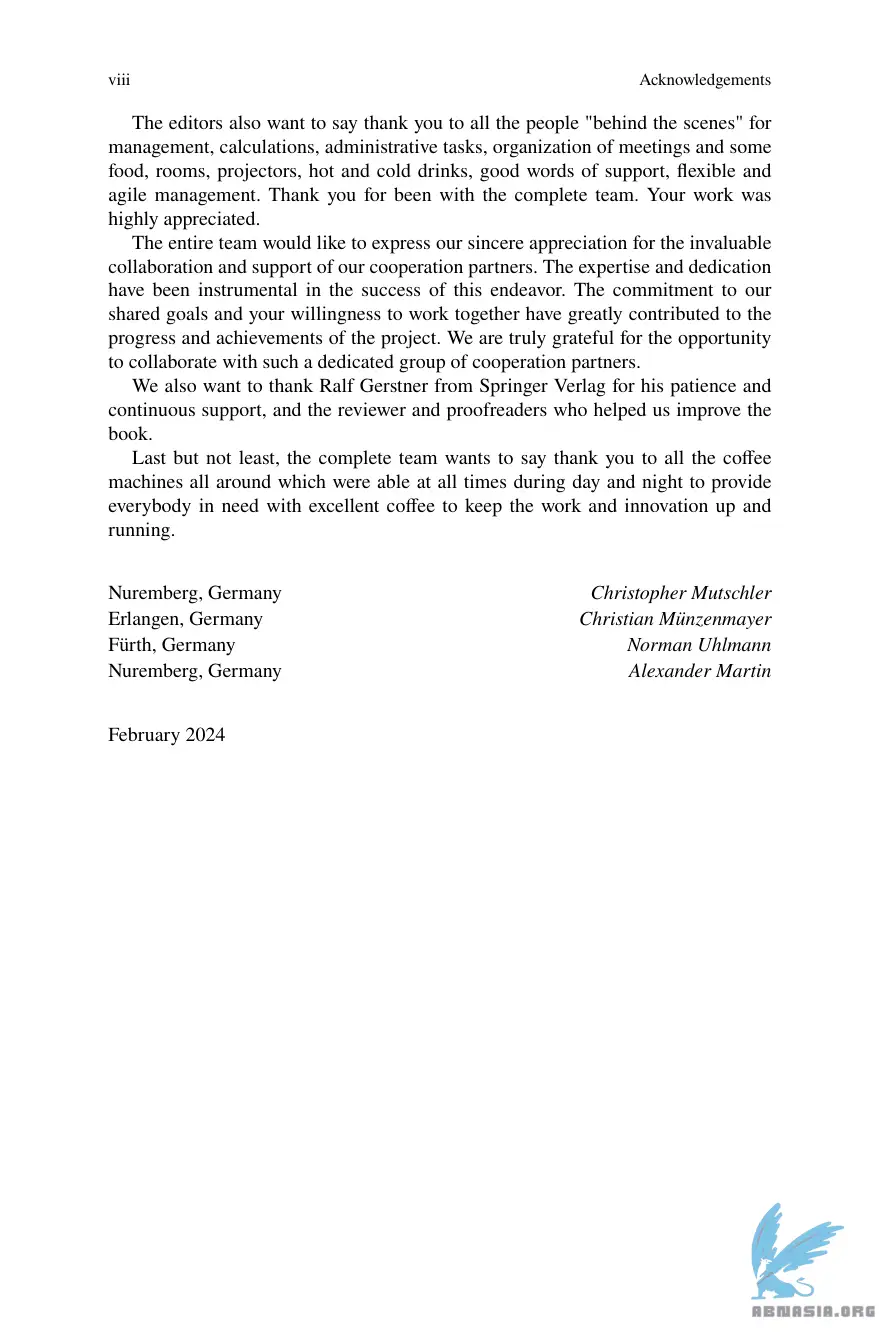 viii Acknowledgements
The editors also want to say thank you to all the people "behind the scenes" for
management, calculations, administrative tasks, organization of meetings and some
food, rooms, projectors, hot and cold drinks, good words of support, flexible and
agile management. Thank you for been with the complete team. Your work was
highly appreciated.
The entire team would like to express our sincere appreciation for the invaluable
collaboration and support of our cooperation partners. The expertise and dedication
have been instrumental in the success of this endeavor. The commitment to our
shared goals and your willingness to work together have greatly contributed to the
progress and achievements of the project. We are truly grateful for the opportunity
to collaborate with such a dedicated group of cooperation partners.
We also want to thank Ralf Gerstner from Springer Verlag for his patience and
continuous support, and the reviewer and proofreaders who helped us improve the
book.
Last but not least, the complete team wants to say thank you to all the coffee
machines all around which were able at all times during day and night to provide
everybody in need with excellent coffee to keep the work and innovation up and
running.
Nuremberg, Germany Christopher Mutschler
Erlangen, Germany Christian Münzenmayer
Fürth, Germany Norman Uhlmann
Nuremberg, Germany Alexander Martin
February 2024
ABNASIA.ORG